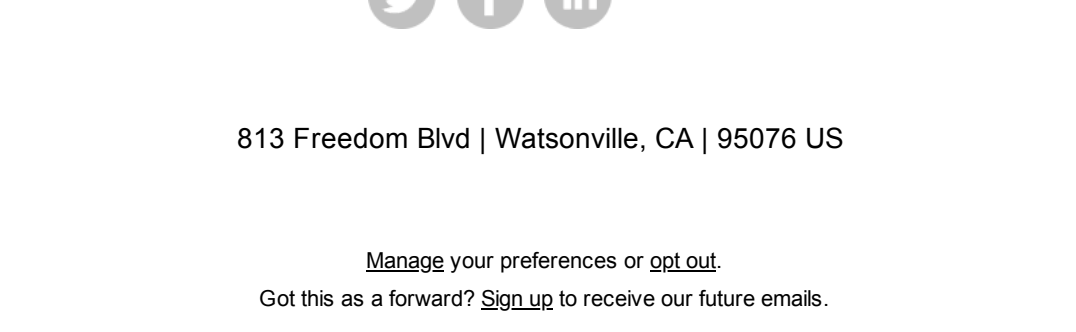 813 Freedom Blvd | Watsonville, CA | 95076 US
Manage your preferences or opt out.
Got this as a forward? Sign up to receive our future emails.